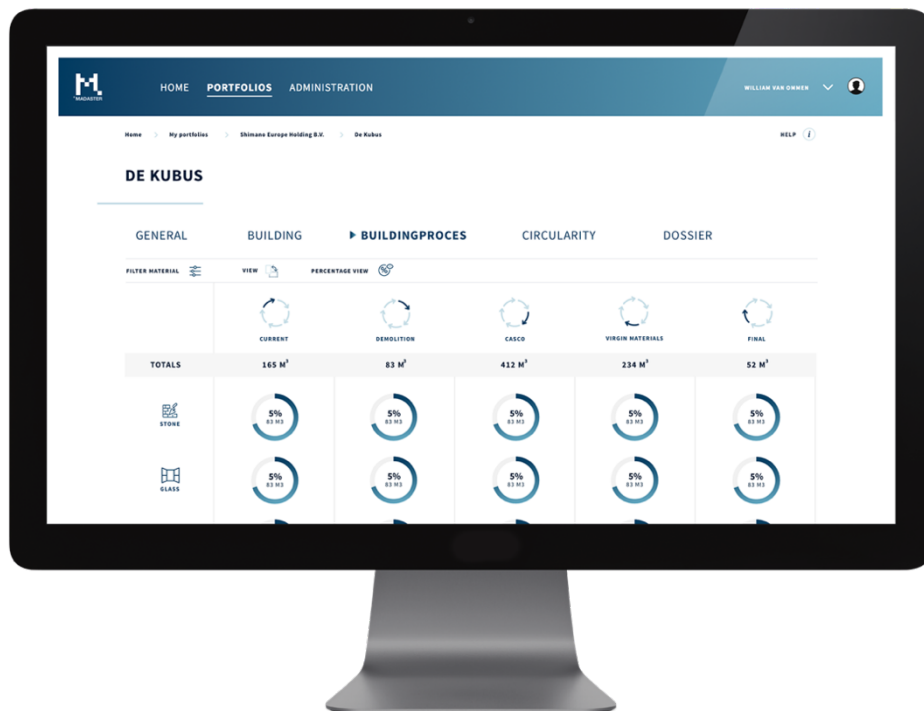 MADASTER
HOME PORTFOLIOS ADMINISTRATION
WILLIAM VAN OMMEN
Home My portfolios Shimano Europe Holding B.V. De Kubus
HELP i
DE KUBUS
GENERAL BUILDING BUILDINGPROCES CIRCULARITY DOSSIER
FILTER MATERIAL VIEW PERCENTAGE VIEW %
CURRENT DEMOLITION CASCO VIRGIN MATERIALS FINAL
TOTALS 165 M³ 83 M³ 412 M³ 234 M³ 52 M³
STONE
5% 5% 5% 5% 5%
83 M3 83 M3 83 M3 83 M3 83 M3
GLASS
5% 5% 5% 5% 5%
83 M3 83 M3 83 M3 83 M3 83 M3